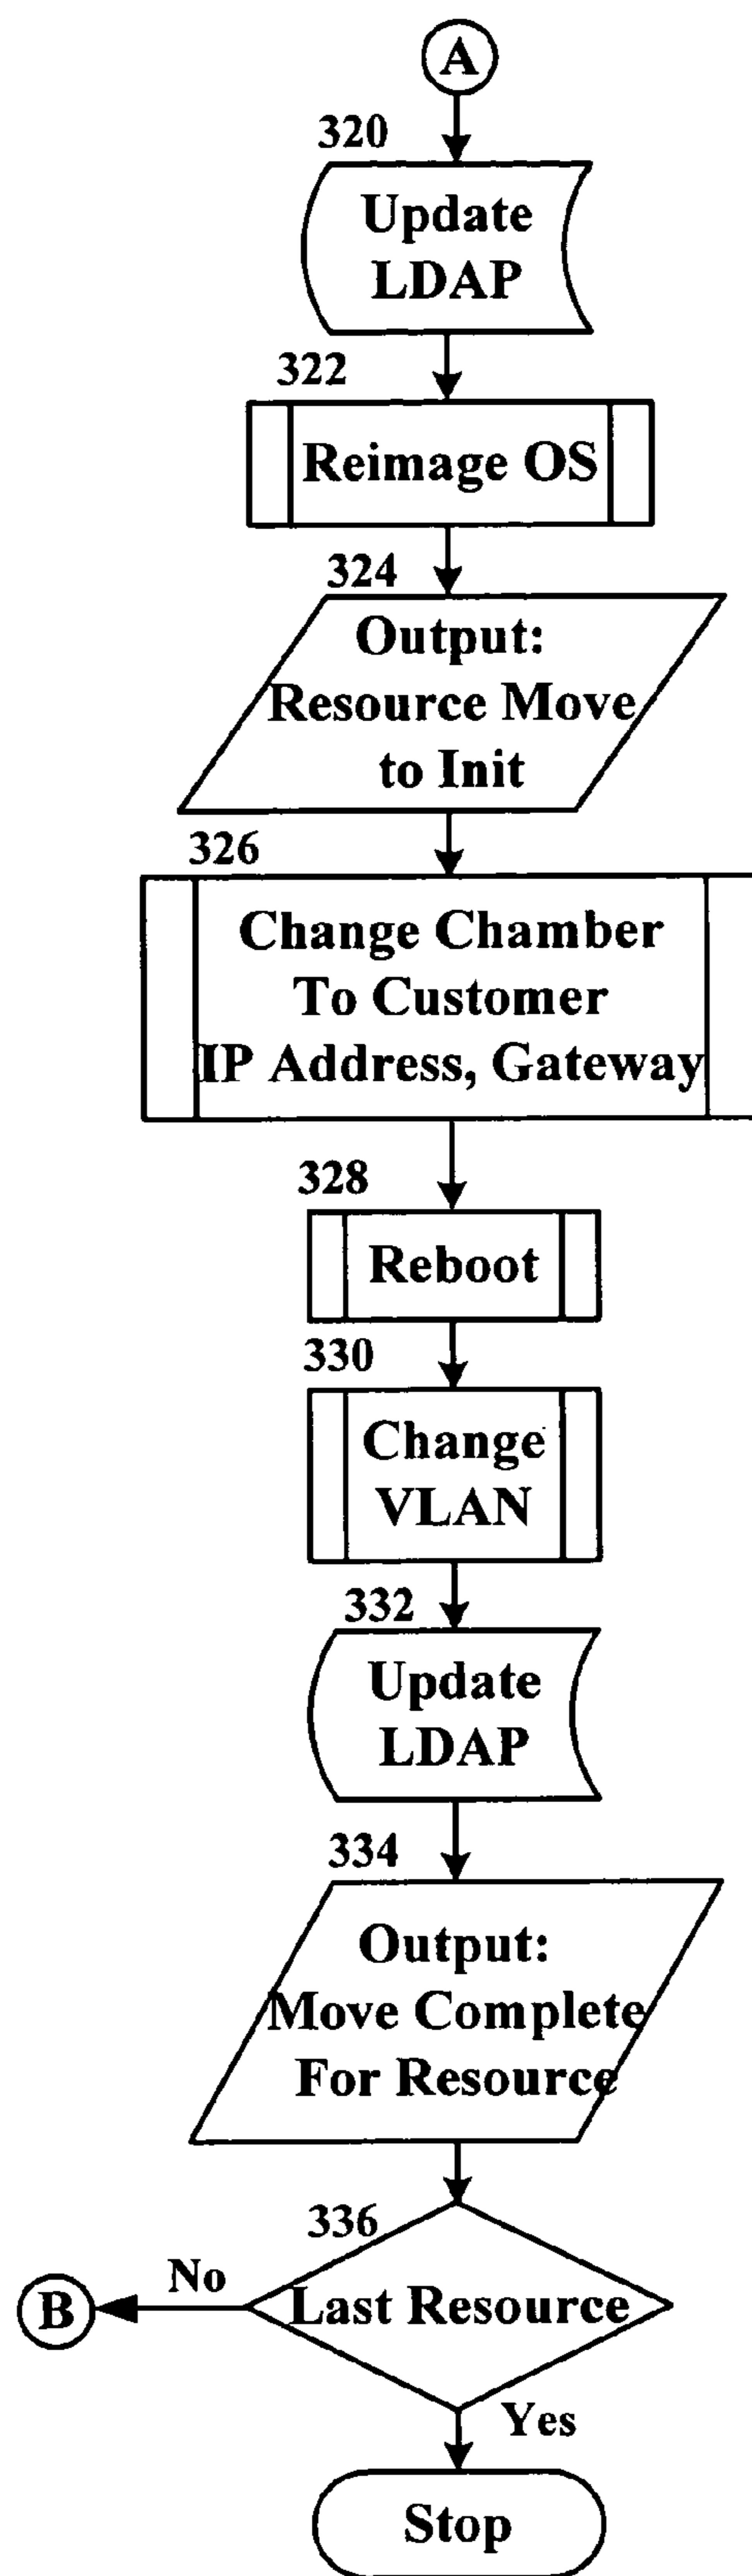 A
320
Update
LDAP
322
Reimage OS
324
Output:
Resource Move
to Init
326
Change Chamber
To Customer
IP Address, Gateway
328
Reboot
330
Change
VLAN
332
Update
LDAP
334
Output:
Move Complete
For Resource
336
No
B
Last Resource
Yes
Stop